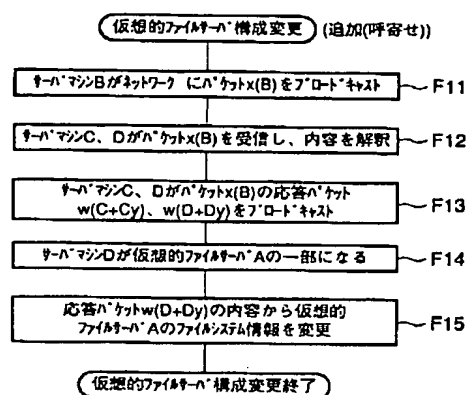 仮想的ファイルサーバ構成変更 (追加(呼寄せ))
サーバマシンBがネットワーク にパケットx(B)をブロードキャスト
F11
サーバマシンC、Dがパケットx(B)を受信し、内容を解釈
F12
サーバマシンC、Dがパケットx(B)の応答パケット
w(C+Cy)、w(D+Dy)をブロードキャスト
F13
サーバマシンDが仮想的ファイルサーバAの一部になる
F14
応答パケットw(D+Dy)の内容から仮想的
ファイルサーバAのファイルシステム情報を変更
F15
仮想的ファイルサーバ構成変更終了